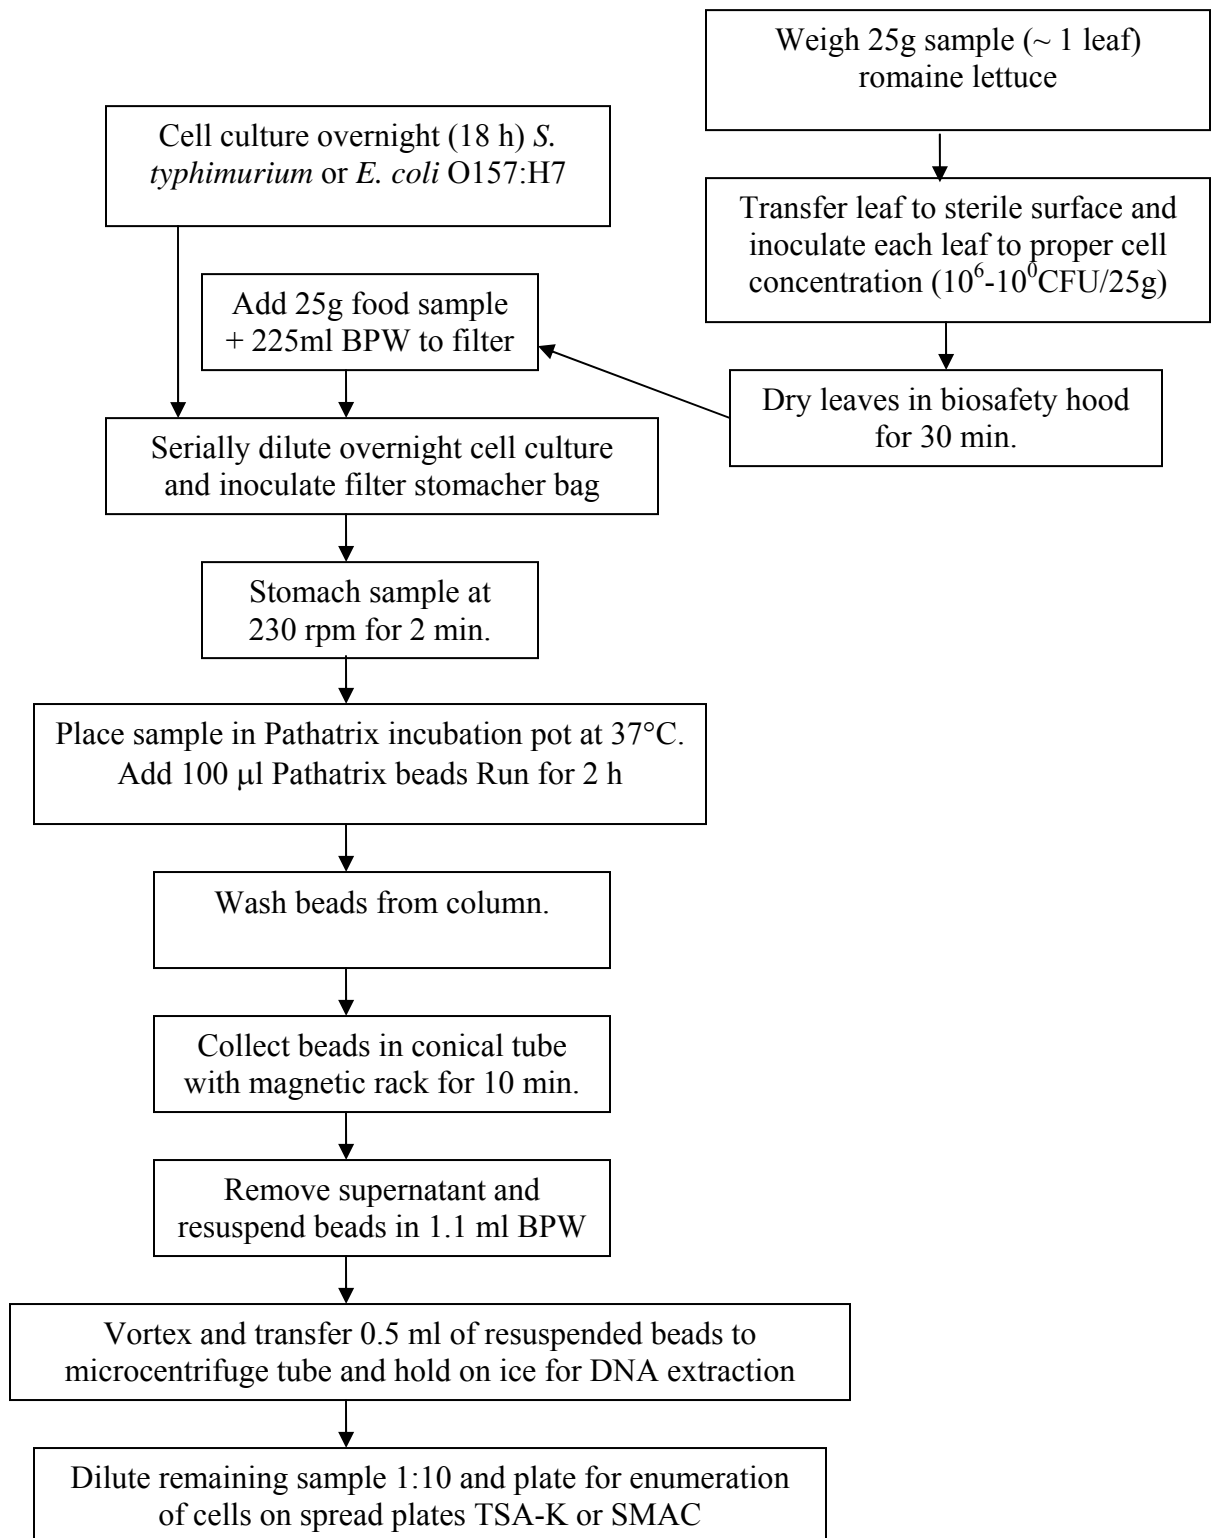 Weigh 25g sample (~ 1 leaf)
romaine lettuce
Cell culture overnight (18 h) S.
typhimurium or E. coli O157:H7
Transfer leaf to sterile surface and
inoculate each leaf to proper cell
concentration (10⁶-10⁰CFU/25g)
Add 25g food sample
+ 225ml BPW to filter
Dry leaves in biosafety hood
for 30 min.
Serially dilute overnight cell culture
and inoculate filter stomacher bag
Stomach sample at
230 rpm for 2 min.
Place sample in Pathatrix incubation pot at 37°C.
Add 100 μl Pathatrix beads Run for 2 h
Wash beads from column.
Collect beads in conical tube
with magnetic rack for 10 min.
Remove supernatant and
resuspend beads in 1.1 ml BPW
Vortex and transfer 0.5 ml of resuspended beads to
microcentrifuge tube and hold on ice for DNA extraction
Dilute remaining sample 1:10 and plate for enumeration
of cells on spread plates TSA-K or SMAC